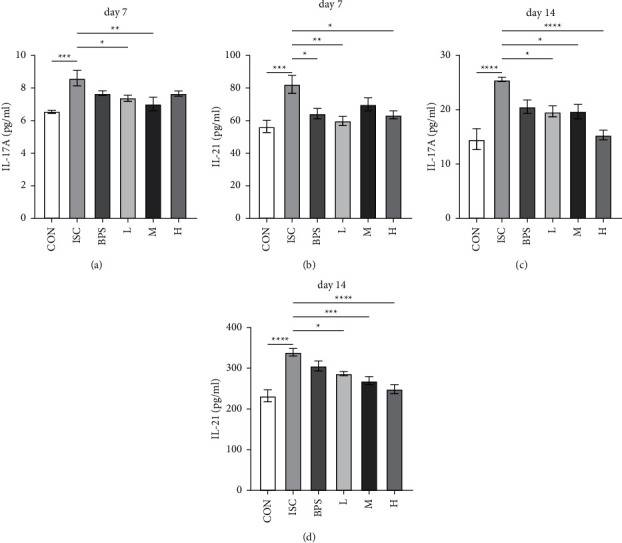 day 7
**
*
***
IL-17A (pg/ml)
10
8
6
4
2
0
CON
ISC
BPS
L
M
H
(a)
day 7
*
**
*
***
IL-21 (pg/ml)
100
80
60
40
20
0
CON
ISC
BPS
L
M
H
(b)
day 14
****
*
*
****
IL-17A (pg/ml)
30
20
10
0
CON
ISC
BPS
L
M
H
(c)
day 14
****
***
*
****
IL-21 (pg/ml)
400
300
200
100
0
CON
ISC
BPS
L
M
H
(d)